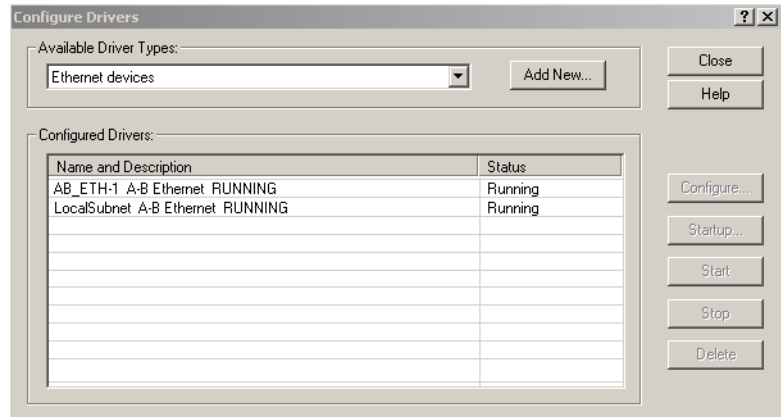 Configure Drivers
Available Driver Types:
Ethernet devices
Add New...
Close
Help
Configured Drivers:
Name and Description Status
AB_ETH-1 A-B Ethernet RUNNING Running
LocalSubnet A-B Ethernet RUNNING Running
Configure...
Startup...
Start
Stop
Delete